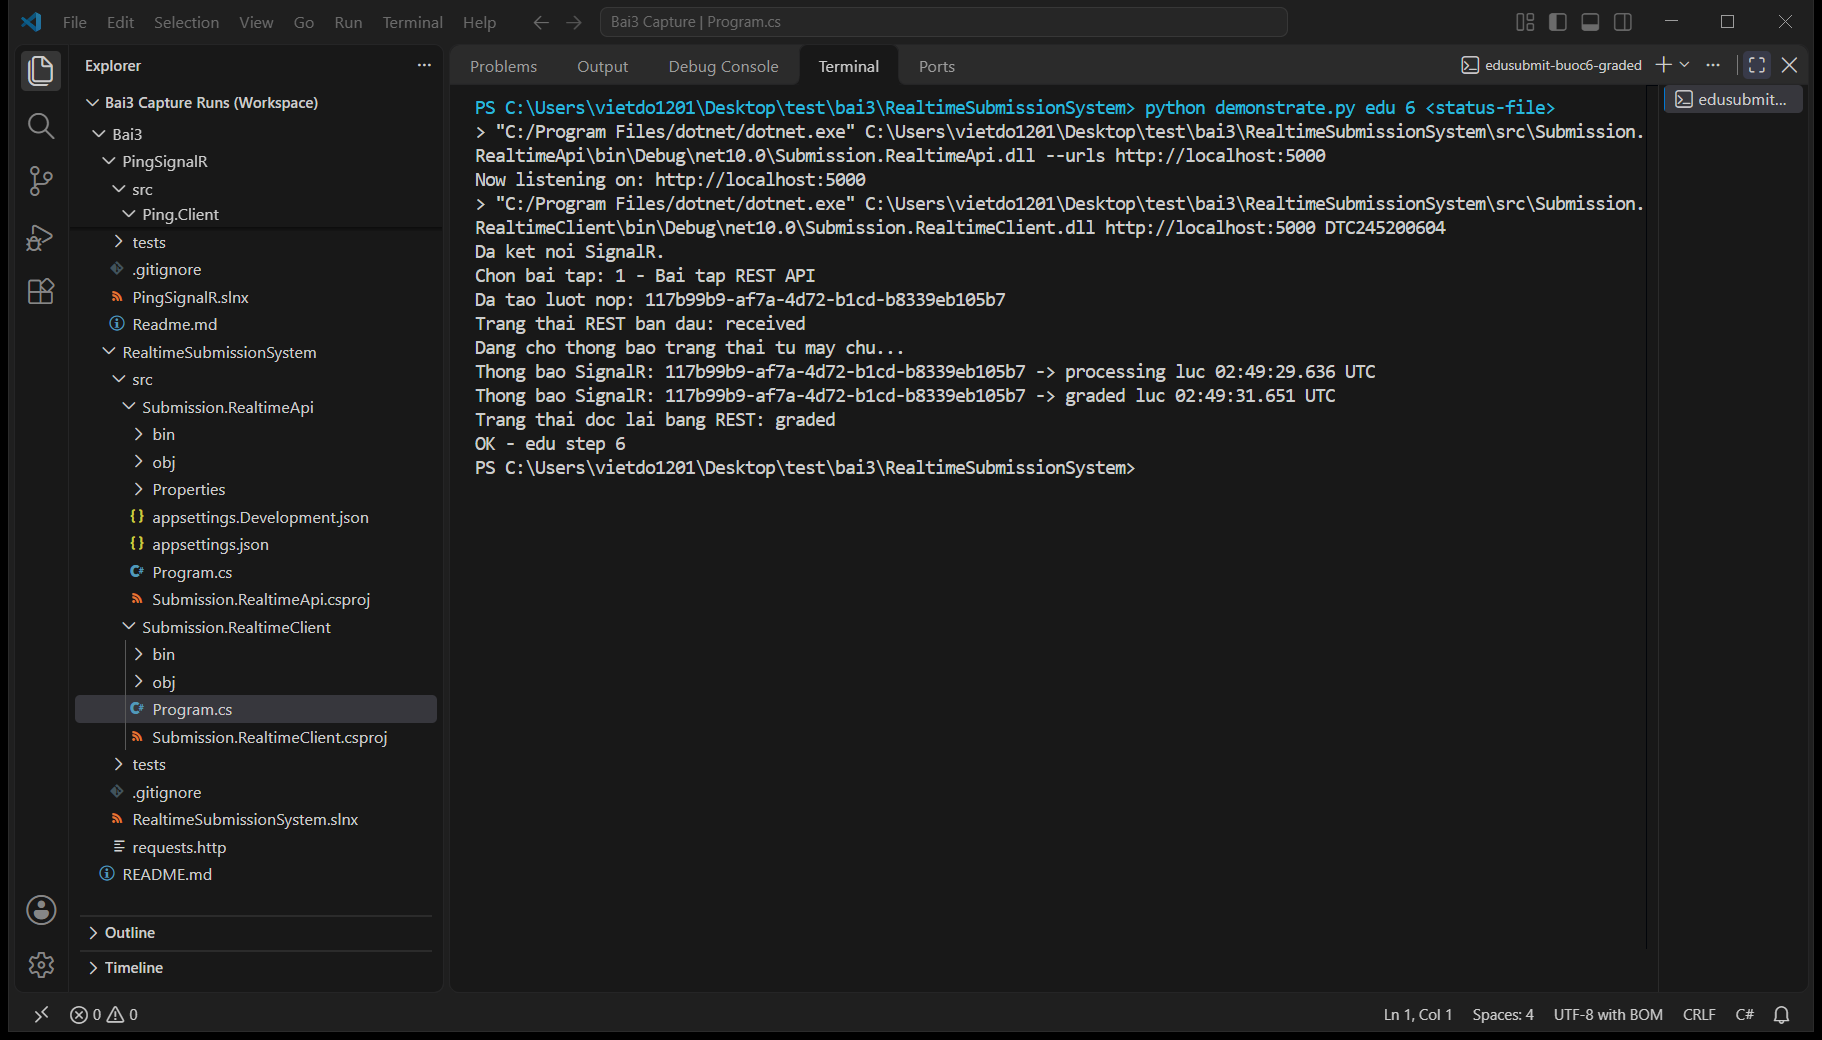 File Edit Selection View Go Run Terminal Help
Bai3 Capture | Program.cs
Explorer
Bai3 Capture Runs (Workspace)
Bai3
PingSignalR
src
Ping.Client
tests
.gitignore
PingSignalR.slnx
Readme.md
RealtimeSubmissionSystem
src
Submission.RealtimeApi
bin
obj
Properties
appsettings.Development.json
appsettings.json
Program.cs
Submission.RealtimeApi.csproj
Submission.RealtimeClient
bin
obj
Program.cs
Submission.RealtimeClient.csproj
tests
.gitignore
RealtimeSubmissionSystem.slnx
requests.http
README.md
Outline
Timeline
Problems Output Debug Console Terminal Ports
edusubmit-buoc6-graded
edusubmit...
PS C:\Users\vietdo1201\Desktop\test\bai3\RealtimeSubmissionSystem> python demonstrate.py edu 6 <status-file>
> "C:/Program Files/dotnet/dotnet.exe" C:\Users\vietdo1201\Desktop\test\bai3\RealtimeSubmissionSystem\src\Submission.
RealtimeApi\bin\Debug\net10.0\Submission.RealtimeApi.dll --urls http://localhost:5000
Now listening on: http://localhost:5000
> "C:/Program Files/dotnet/dotnet.exe" C:\Users\vietdo1201\Desktop\test\bai3\RealtimeSubmissionSystem\src\Submission.
RealtimeClient\bin\Debug\net10.0\Submission.RealtimeClient.dll http://localhost:5000 DTC245200604
Da ket noi SignalR.
Chon bai tap: 1 - Bai tap REST API
Da tao luot nop: 117b99b9-af7a-4d72-b1cd-b8339eb105b7
Trang thai REST ban dau: received
Dang cho thong bao trang thai tu may chu...
Thong bao SignalR: 117b99b9-af7a-4d72-b1cd-b8339eb105b7 -> processing luc 02:49:29.636 UTC
Thong bao SignalR: 117b99b9-af7a-4d72-b1cd-b8339eb105b7 -> graded luc 02:49:31.651 UTC
Trang thai doc lai bang REST: graded
OK - edu step 6
PS C:\Users\vietdo1201\Desktop\test\bai3\RealtimeSubmissionSystem>
0 0
Ln 1, Col 1 Spaces: 4 UTF-8 with BOM CRLF C#